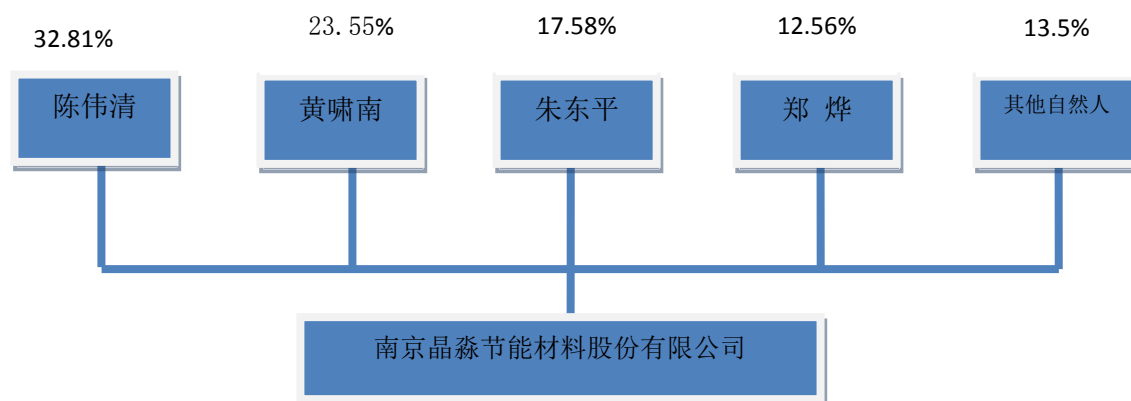 32.81% 23.55% 17.58% 12.56% 13.5%
陈伟清 黄啸南 朱东平 郑 烨 其他自然人
南京晶淼节能材料股份有限公司